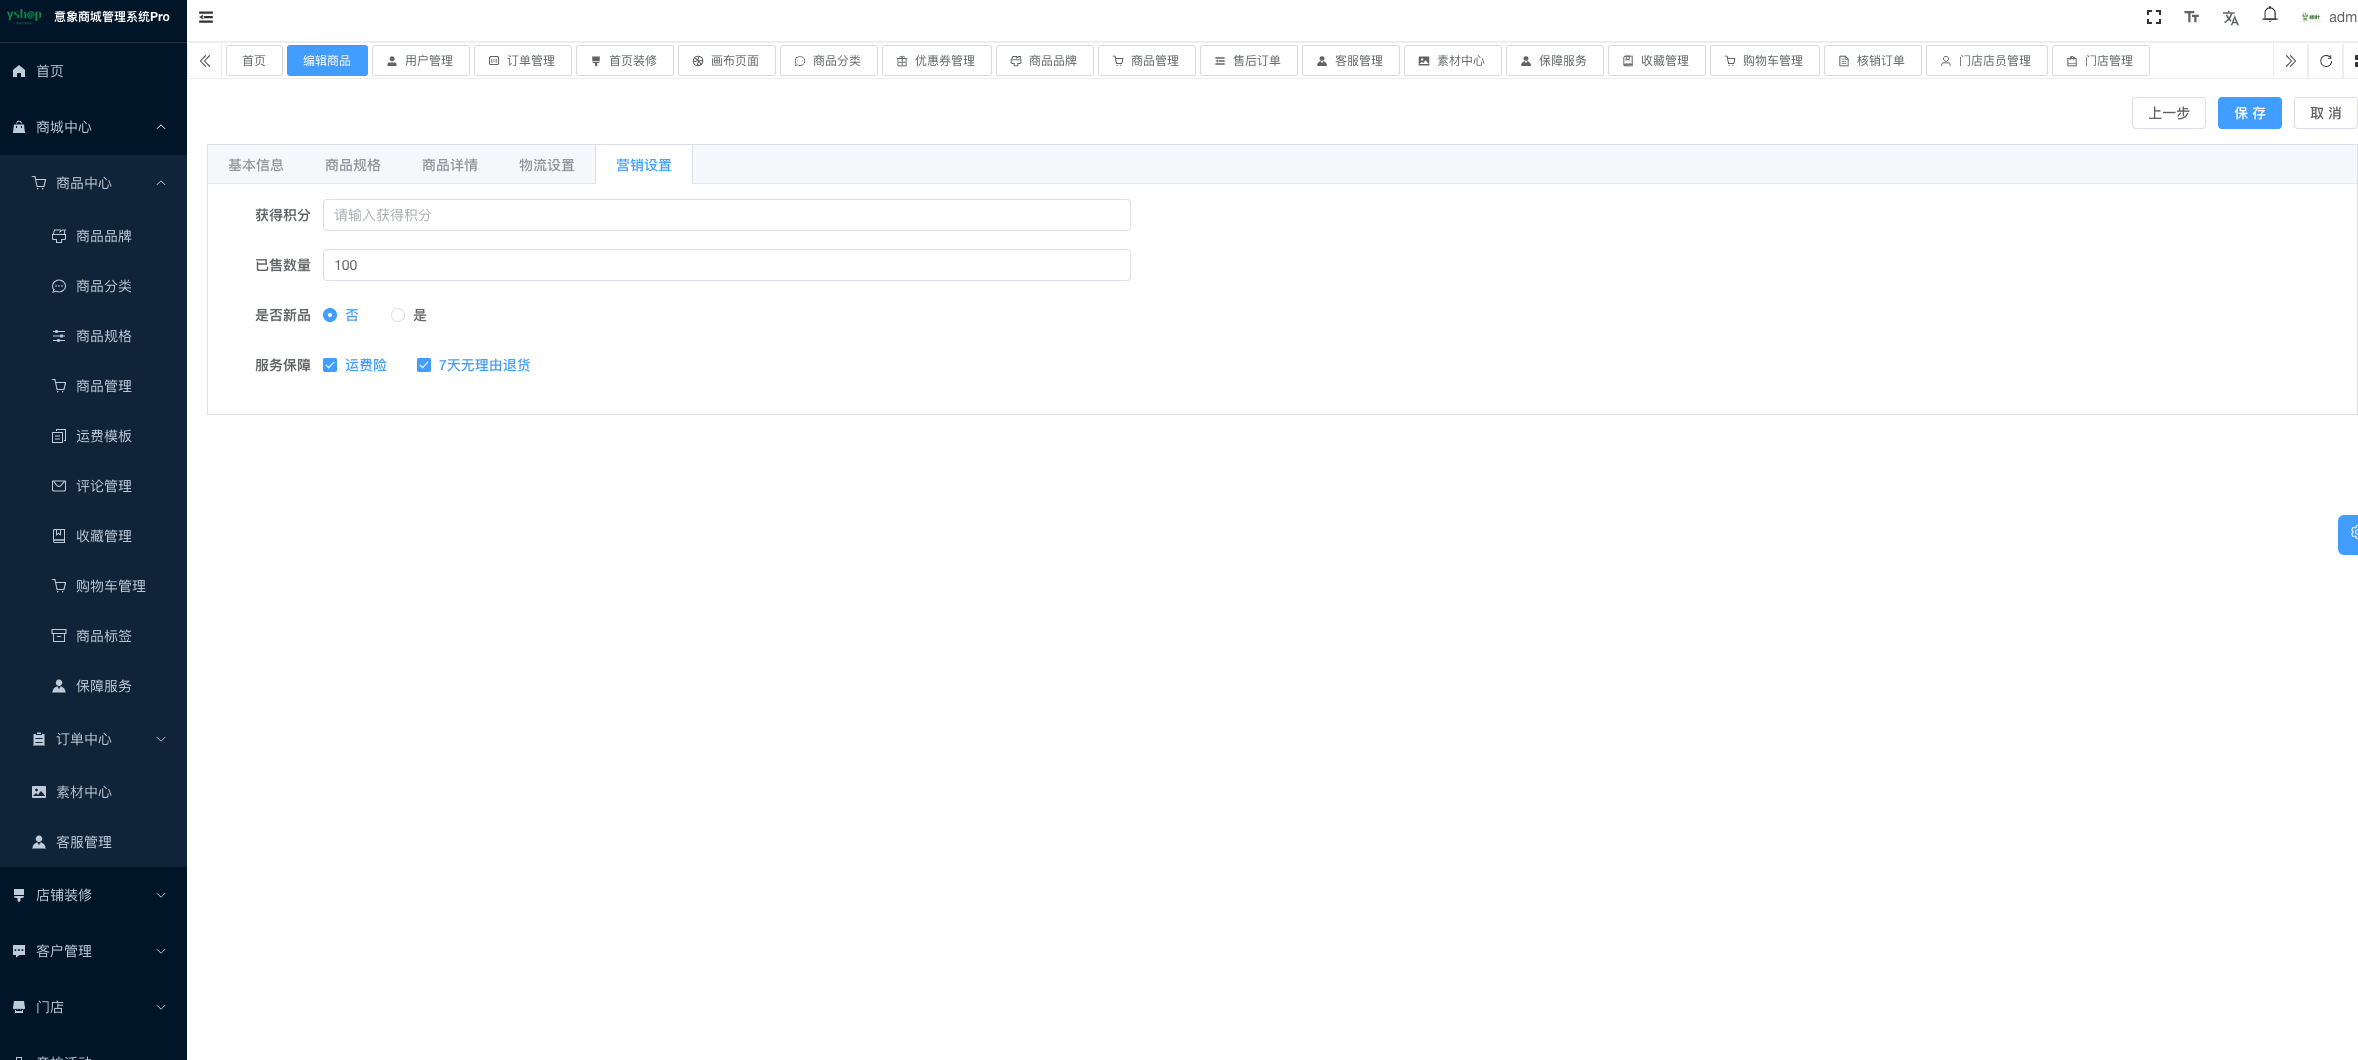 yshop 意象商城管理系统Pro
adm
首页 编辑商品 用户管理 订单管理 首页装修 画布页面 商品分类 优惠券管理 商品品牌 商品管理 售后订单 客服管理 素材中心 保障服务 收藏管理 购物车管理 核销订单 门店店员管理 门店管理
首页
商城中心
商品中心
商品品牌
商品分类
商品规格
商品管理
运费模板
评论管理
收藏管理
购物车管理
商品标签
保障服务
订单中心
素材中心
客服管理
店铺装修
客户管理
门店
上一步 保 存 取 消
基本信息 商品规格 商品详情 物流设置 营销设置
获得积分 请输入获得积分
已售数量 100
是否新品 否 是
服务保障 运费险 7天无理由退货